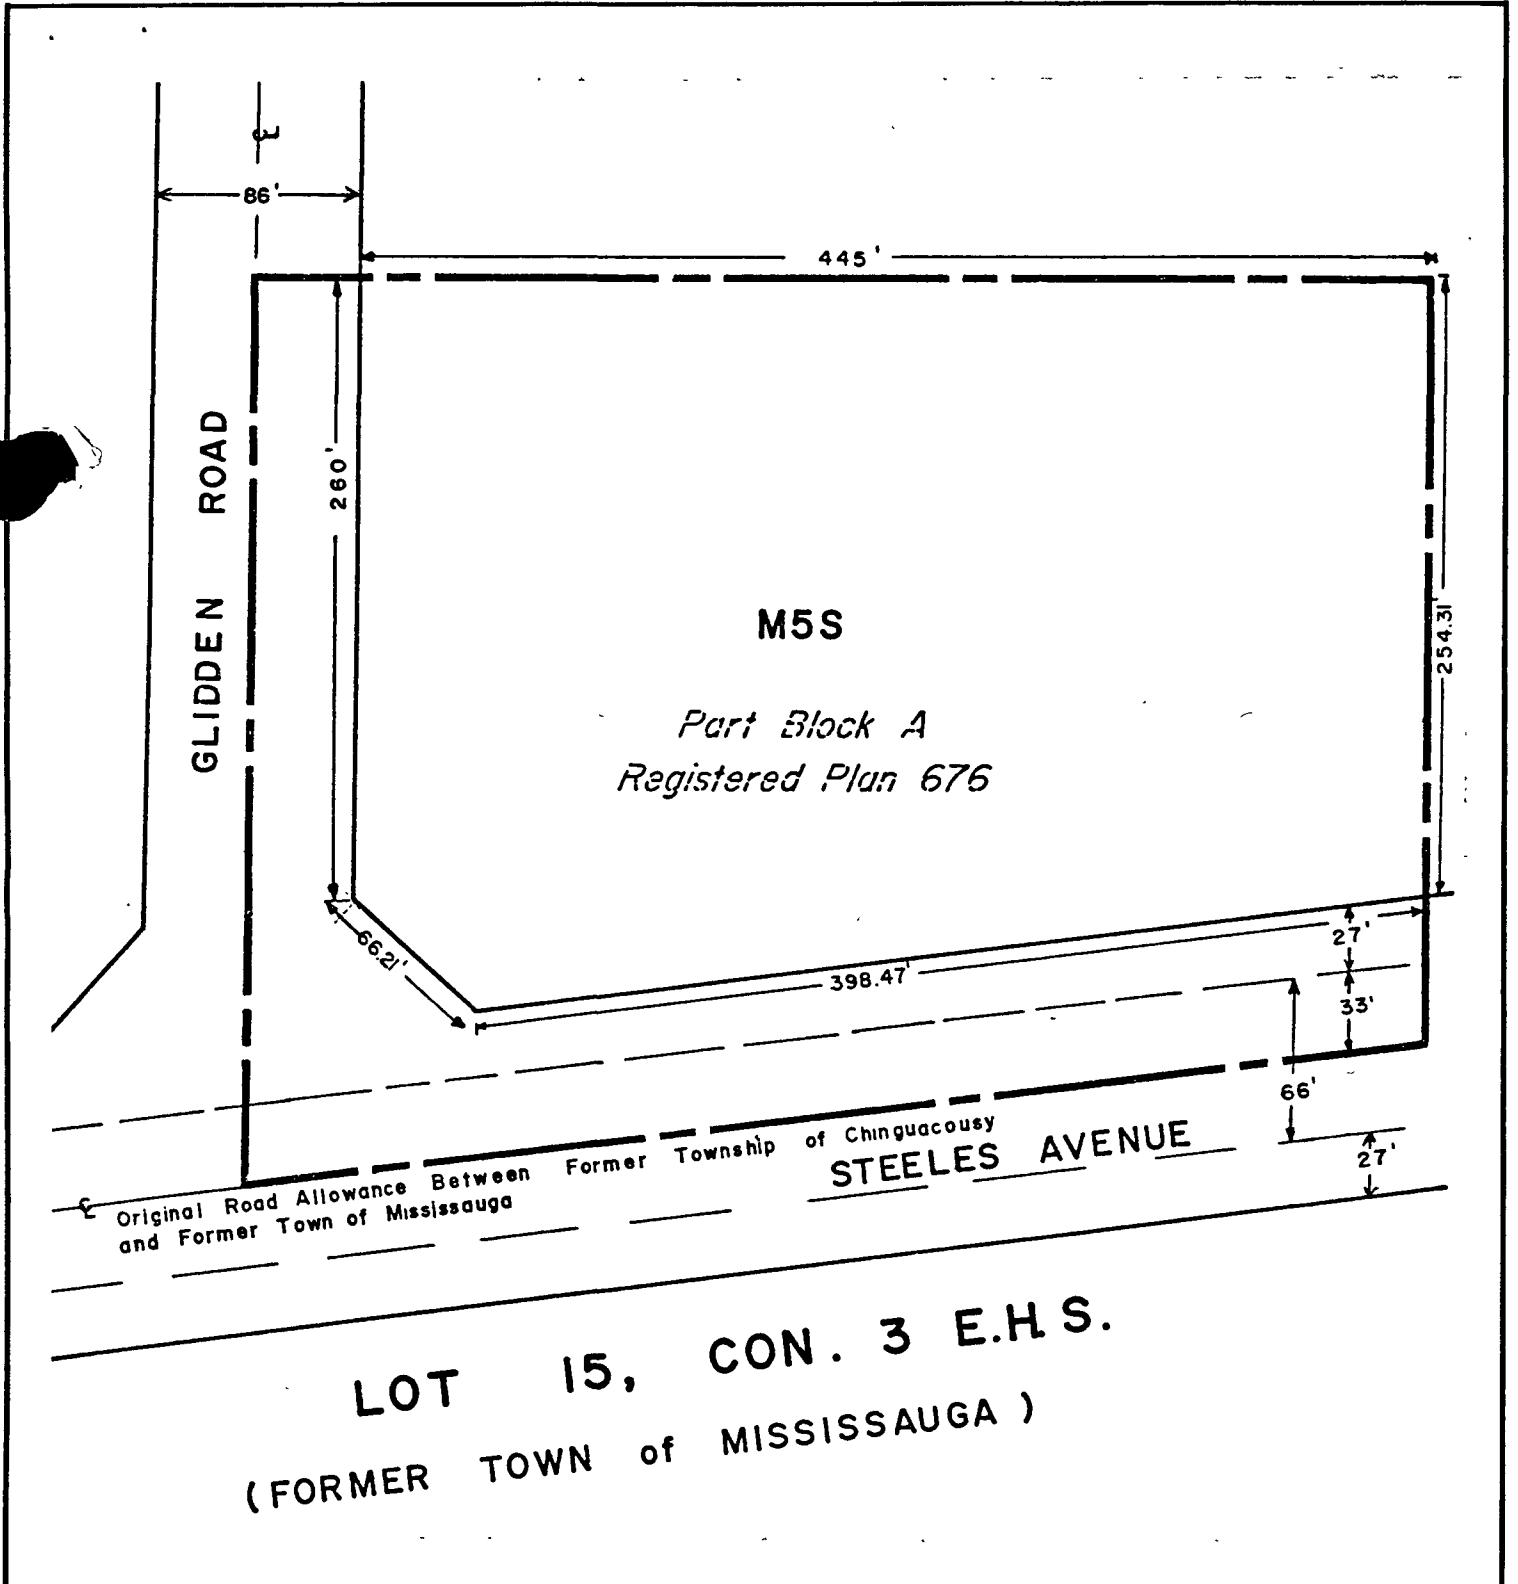 ℄
86'
445'
260'
GLIDDEN ROAD
M5S
254.31'
Part Block A
Registered Plan 676
66.21'
398.47'
27'
33'
66'
27'
STEELES AVENUE
℄ Original Road Allowance Between Former Township of Chinguacousy
and Former Town of Mississauga
LOT 15, CON. 3 E.H.S.
(FORMER TOWN of MISSISSAUGA )